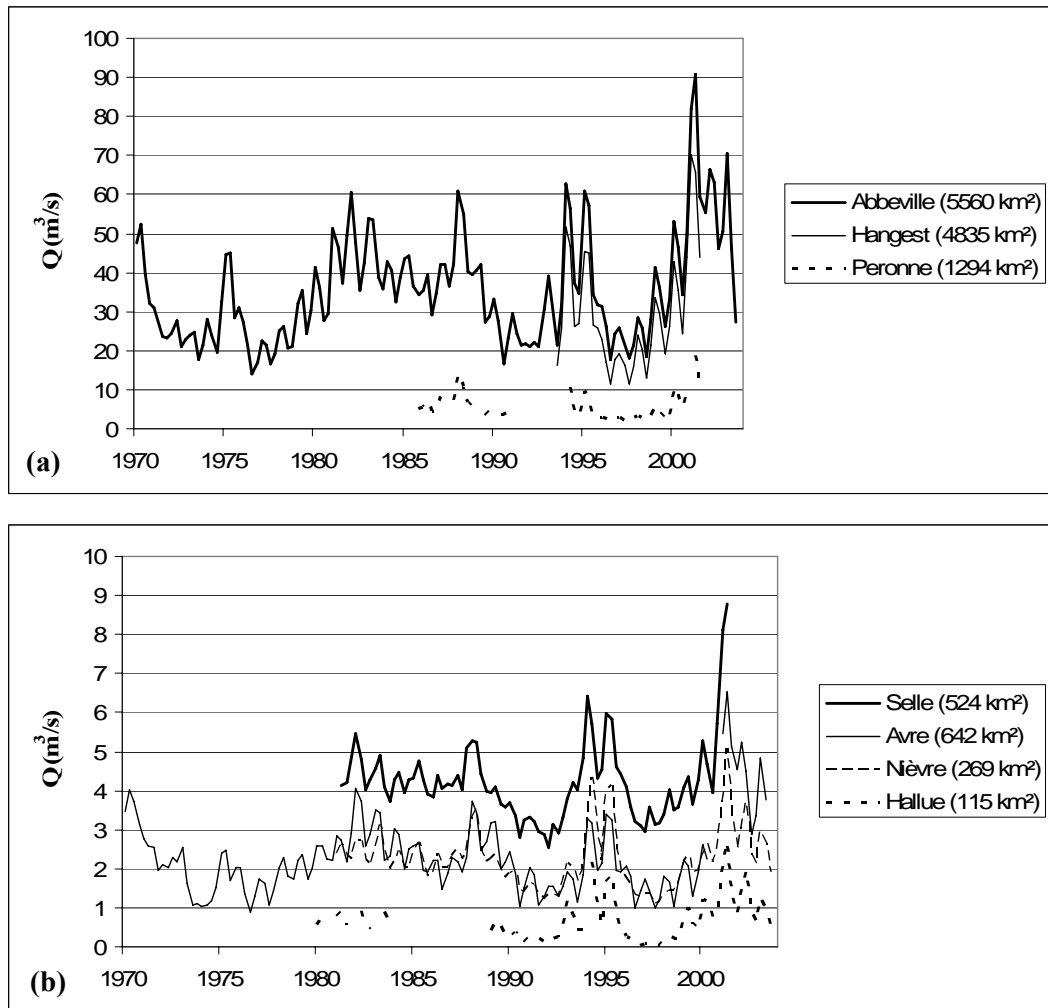 100
90
80
70
60
50
40
30
20
10
0
Q(m³/s)
1970 1975 1980 1985 1990 1995 2000
Abbeville (5560 km²)
Hangest (4835 km²)
Peronne (1294 km²)
(a)
10
9
8
7
6
5
4
3
2
1
0
Q(m³/s)
1970 1975 1980 1985 1990 1995 2000
Selle (524 km²)
Avre (642 km²)
Nièvre (269 km²)
Hallue (115 km²)
(b)